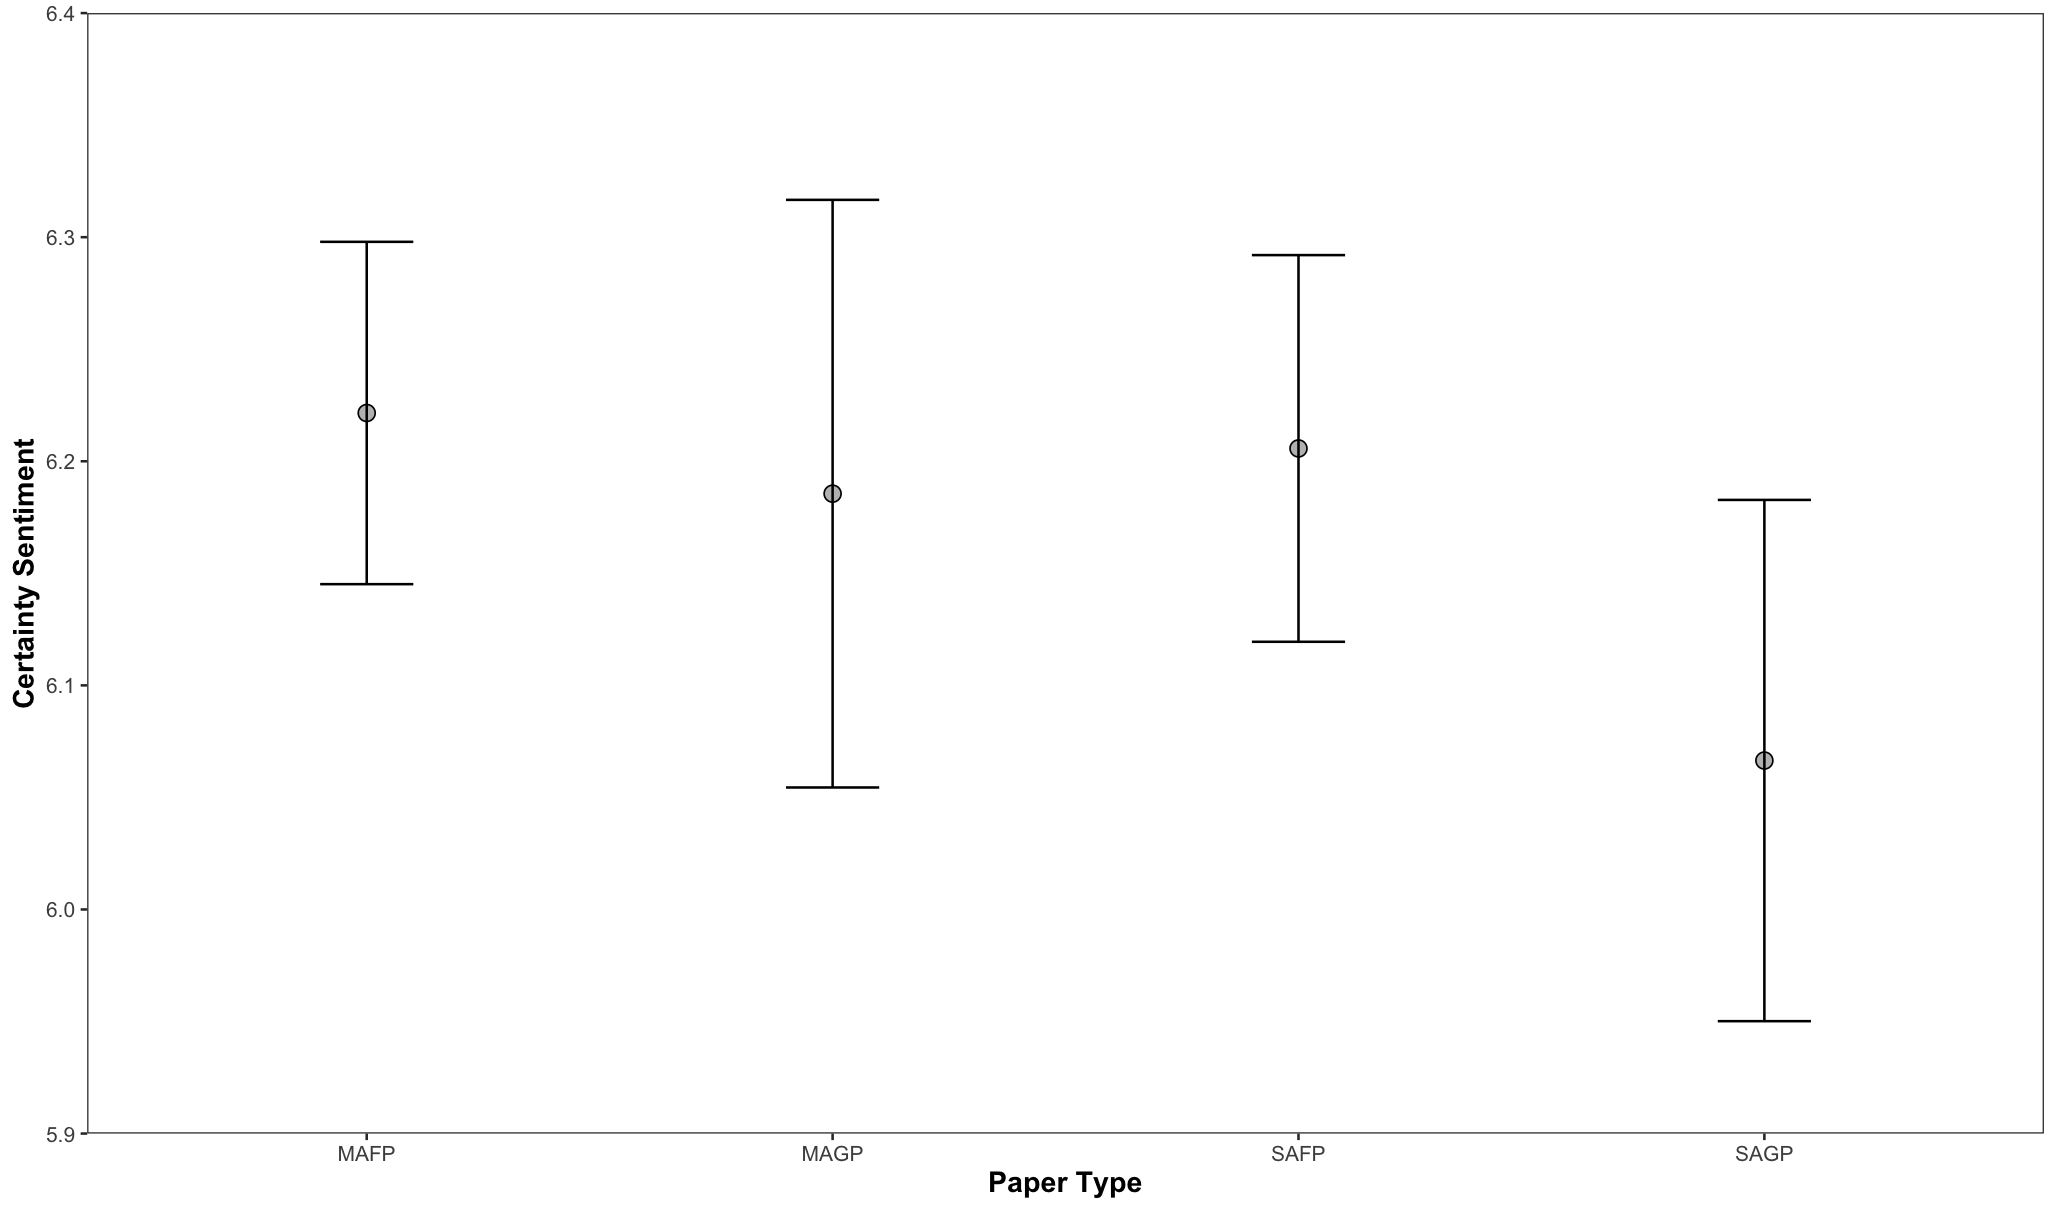 6.4
6.3
6.2
6.1
6.0
5.9
Certainty Sentiment
MAFP MAGP SAFP SAGP
Paper Type